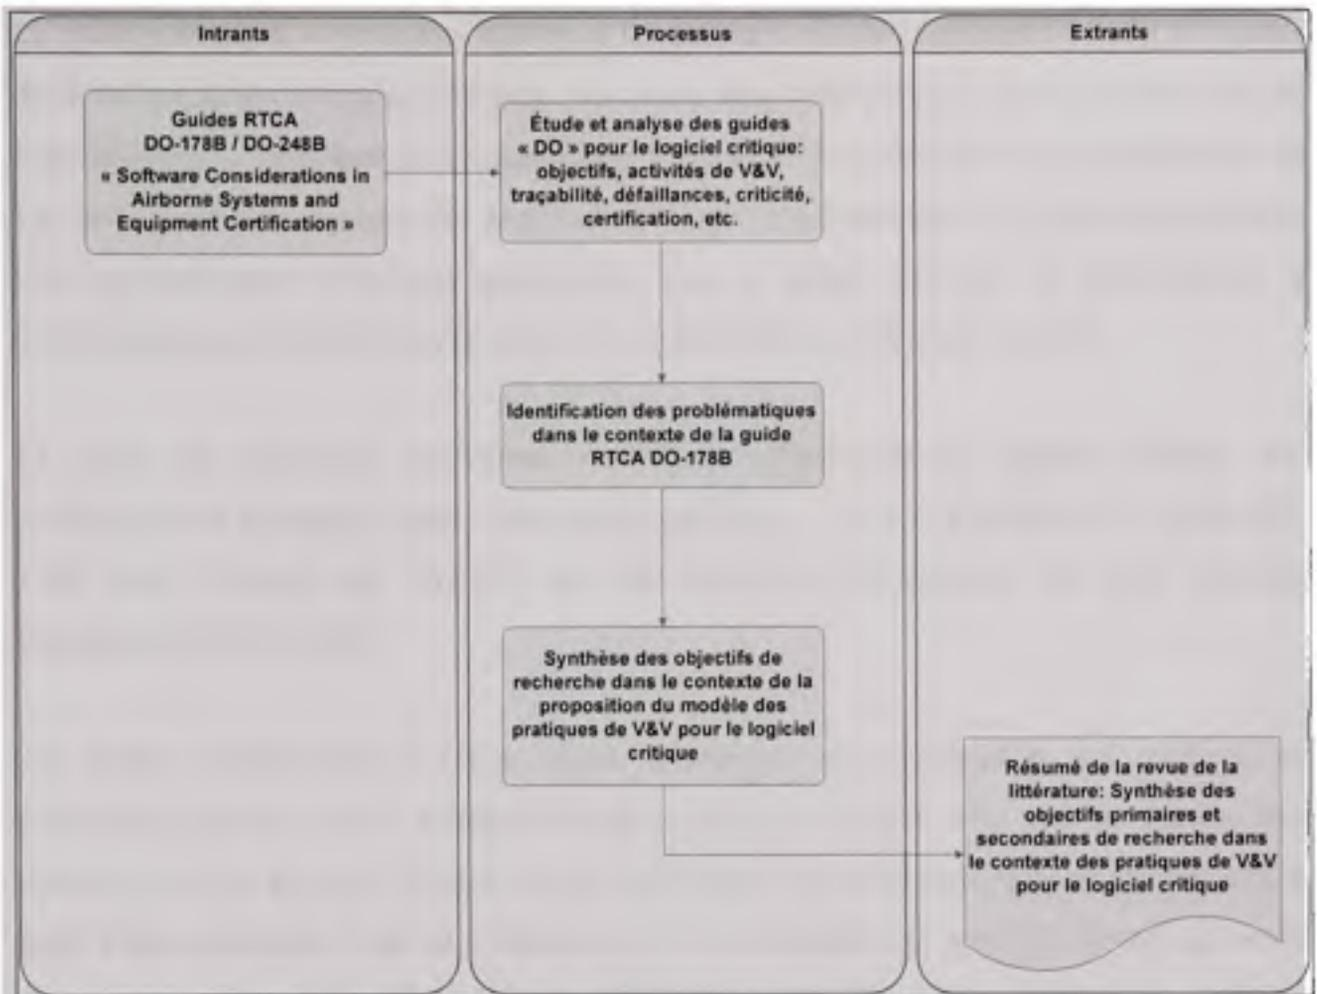 Intrants
Processus
Extrants
Guides RTCA
DO-178B / DO-248B
« Software Considerations in
Airborne Systems and
Equipment Certification »
Étude et analyse des guides
« DO » pour le logiciel critique:
objectifs, activités de V&V,
traçabilité, défaillances, criticité,
certification, etc.
Identification des problématiques
dans le contexte de la guide
RTCA DO-178B
Synthèse des objectifs de
recherche dans le contexte de la
proposition du modèle des
pratiques de V&V pour le logiciel
critique
Résumé de la revue de la
littérature: Synthèse des
objectifs primaires et
secondaires de recherche dans
le contexte des pratiques de V&V
pour le logiciel critique